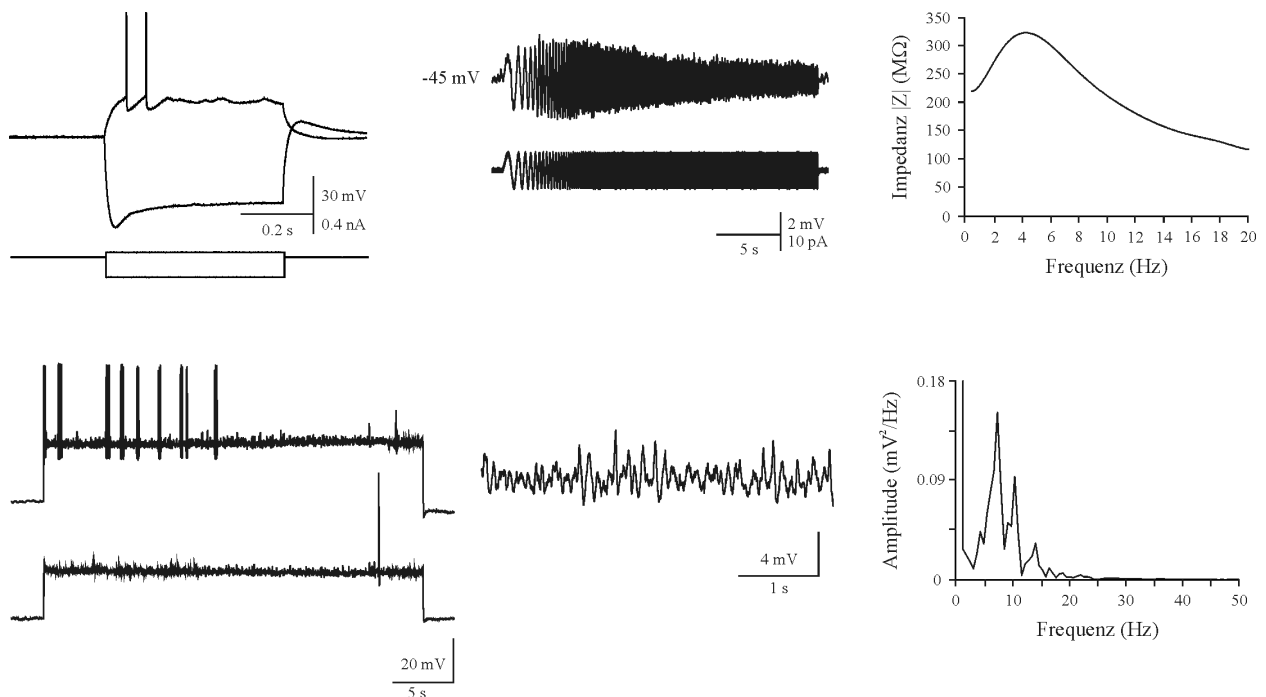 30 mV
0.2 s
0.4 nA
-45 mV
2 mV
5 s
10 pA
Impedanz |Z| (MΩ)
350
300
250
200
150
100
50
0
0 2 4 6 8 10 12 14 16 18 20
Frequenz (Hz)
20 mV
5 s
4 mV
1 s
Amplitude (mV²/Hz)
0.18
0.09
0
0 10 20 30 40 50
Frequenz (Hz)